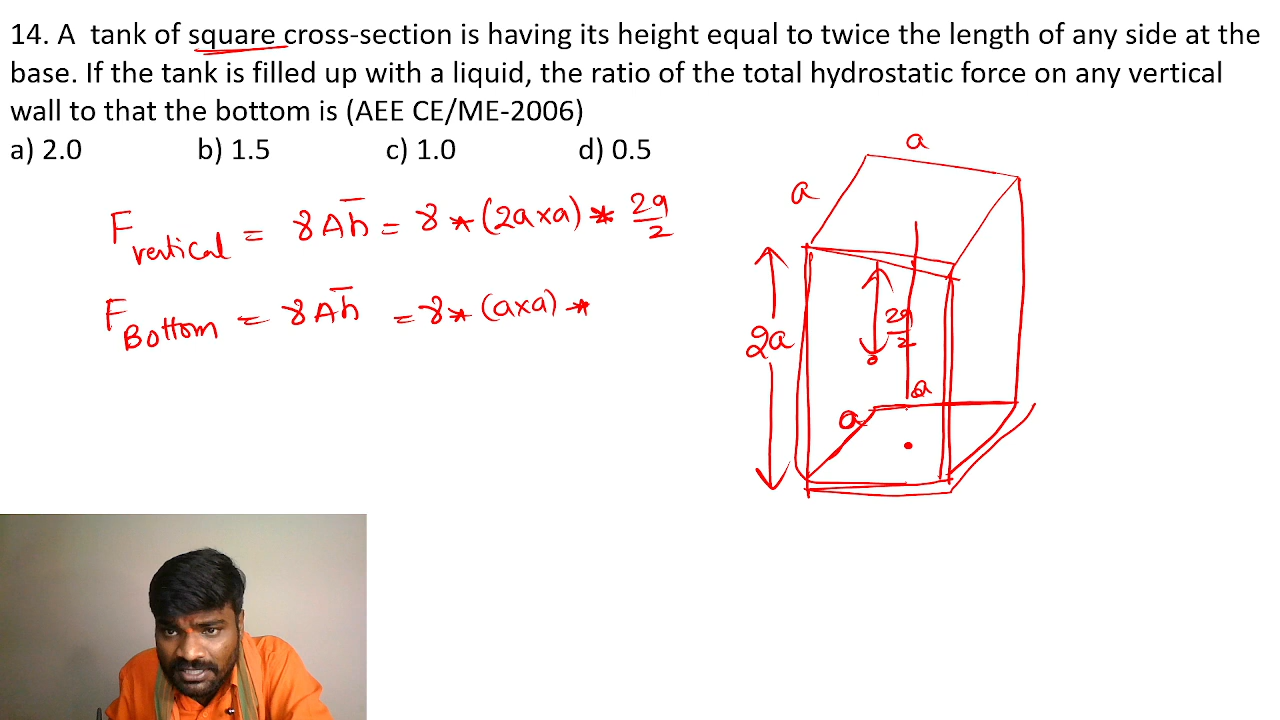 14. A tank of square cross-section is having its height equal to twice the length of any side at the
base. If the tank is filled up with a liquid, the ratio of the total hydrostatic force on any vertical
wall to that the bottom is (AEE CE/ME-2006)
a) 2.0 b) 1.5 c) 1.0 d) 0.5
F vertical = γAh̅ = γ * (2a×a) * 2a/2
F Bottom = γAh̅ = γ * (a×a) *
a
a
2a
2a/2
a
a